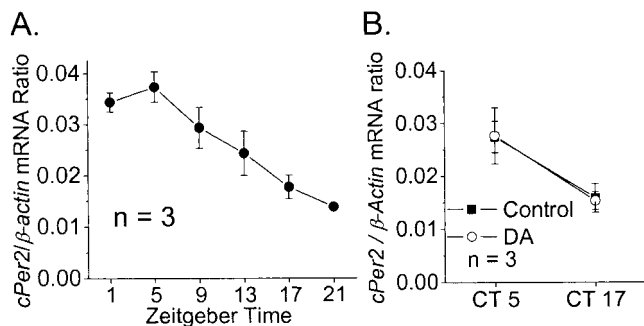 A.
cPer2/β-actin mRNA Ratio
0.04
0.03
0.02
0.01
0.00
n = 3
1 5 9 13 17 21
Zeitgeber Time
B.
cPer2 / β-Actin mRNA ratio
0.04
0.03
0.02
0.01
0.00
Control
DA
n = 3
CT 5 CT 17